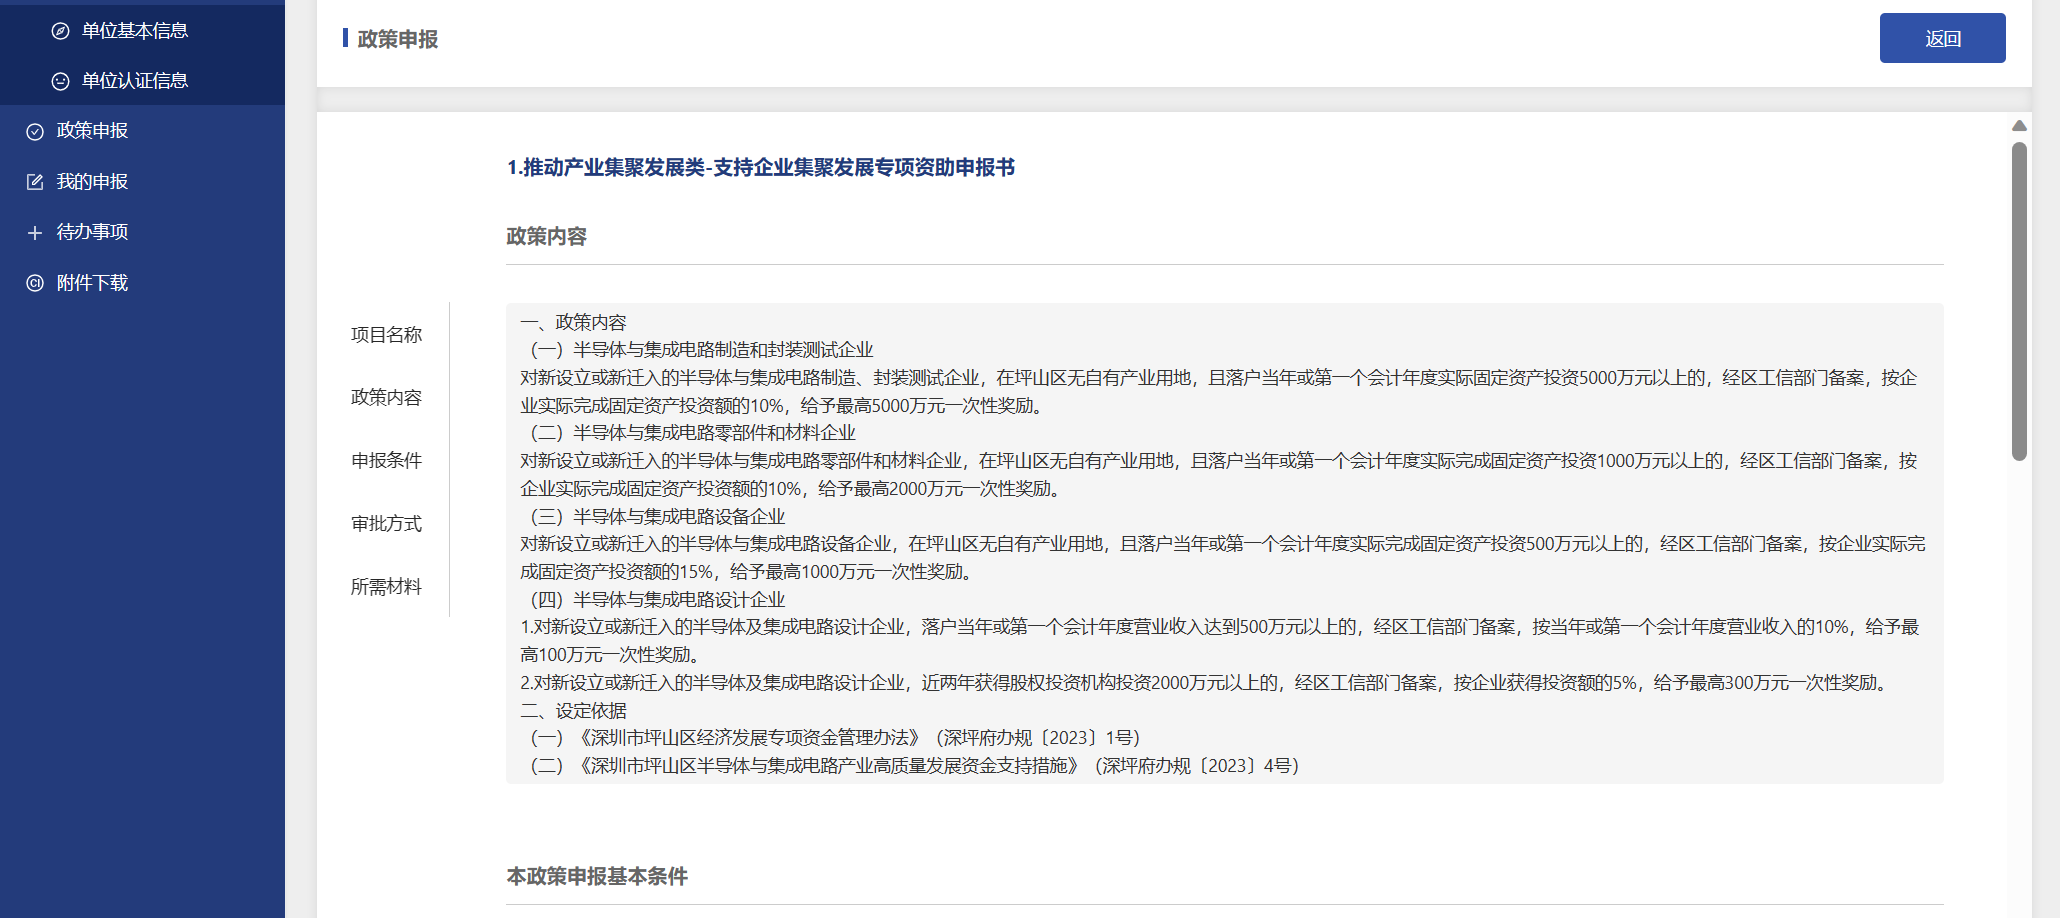 单位基本信息
单位认证信息
政策申报
我的申报
待办事项
附件下载
政策申报
返回
1.推动产业集聚发展类-支持企业集聚发展专项资助申报书
政策内容
项目名称
政策内容
申报条件
审批方式
所需材料
一、政策内容
（一）半导体与集成电路制造和封装测试企业
对新设立或新迁入的半导体与集成电路制造、封装测试企业，在坪山区无自有产业用地，且落户当年或第一个会计年度实际固定资产投资5000万元以上的，经区工信部门备案，按企
业实际完成固定资产投资额的10%，给予最高5000万元一次性奖励。
（二）半导体与集成电路零部件和材料企业
对新设立或新迁入的半导体与集成电路零部件和材料企业，在坪山区无自有产业用地，且落户当年或第一个会计年度实际完成固定资产投资1000万元以上的，经区工信部门备案，按
企业实际完成固定资产投资额的10%，给予最高2000万元一次性奖励。
（三）半导体与集成电路设备企业
对新设立或新迁入的半导体与集成电路设备企业，在坪山区无自有产业用地，且落户当年或第一个会计年度实际完成固定资产投资500万元以上的，经区工信部门备案，按企业实际完
成固定资产投资额的15%，给予最高1000万元一次性奖励。
（四）半导体与集成电路设计企业
1.对新设立或新迁入的半导体及集成电路设计企业，落户当年或第一个会计年度营业收入达到500万元以上的，经区工信部门备案，按当年或第一个会计年度营业收入的10%，给予最
高100万元一次性奖励。
2.对新设立或新迁入的半导体及集成电路设计企业，近两年获得股权投资机构投资2000万元以上的，经区工信部门备案，按企业获得投资额的5%，给予最高300万元一次性奖励。
二、设定依据
（一）《深圳市坪山区经济发展专项资金管理办法》（深坪府办规〔2023〕1号）
（二）《深圳市坪山区半导体与集成电路产业高质量发展资金支持措施》（深坪府办规〔2023〕4号）
本政策申报基本条件